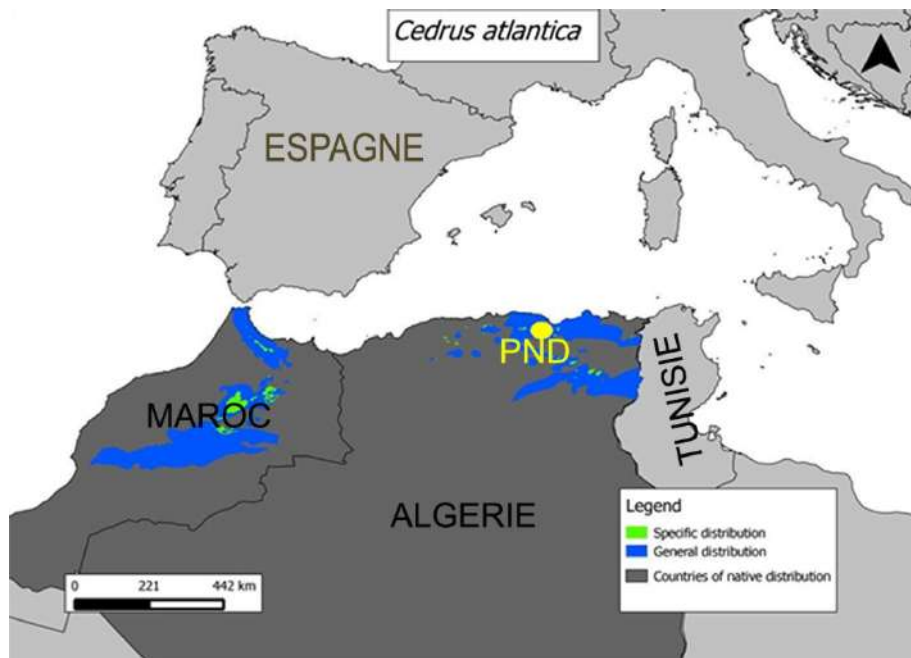 Cedrus atlantica
ESPAGNE
PND
MAROC
TUNISIE
ALGERIE
Legend
Specific distribution
General distribution
Countries of native distribution
0 221 442 km